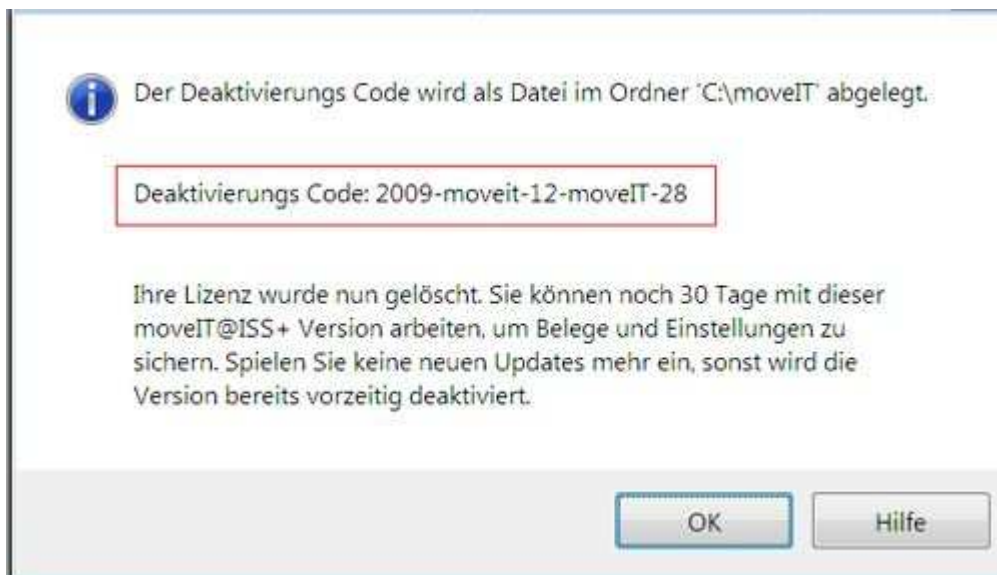 Der Deaktivierungs Code wird als Datei im Ordner 'C:\moveIT' abgelegt.
Deaktivierungs Code: 2009-moveit-12-moveIT-28
Ihre Lizenz wurde nun gelöscht. Sie können noch 30 Tage mit dieser
moveIT@ISS+ Version arbeiten, um Belege und Einstellungen zu
sichern. Spielen Sie keine neuen Updates mehr ein, sonst wird die
Version bereits vorzeitig deaktiviert.
OK
Hilfe